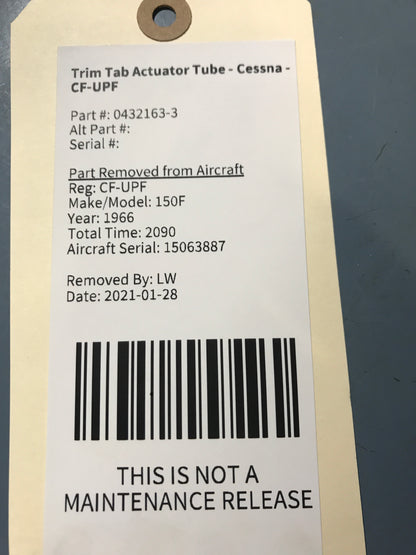 Trim Tab Actuator Tube - Cessna -
CF-UPF
Part #: 0432163-3
Alt Part #:
Serial #:
Part Removed from Aircraft
Reg: CF-UPF
Make/Model: 150F
Year: 1966
Total Time: 2090
Aircraft Serial: 15063887
Removed By: LW
Date: 2021-01-28
THIS IS NOT A
MAINTENANCE RELEASE